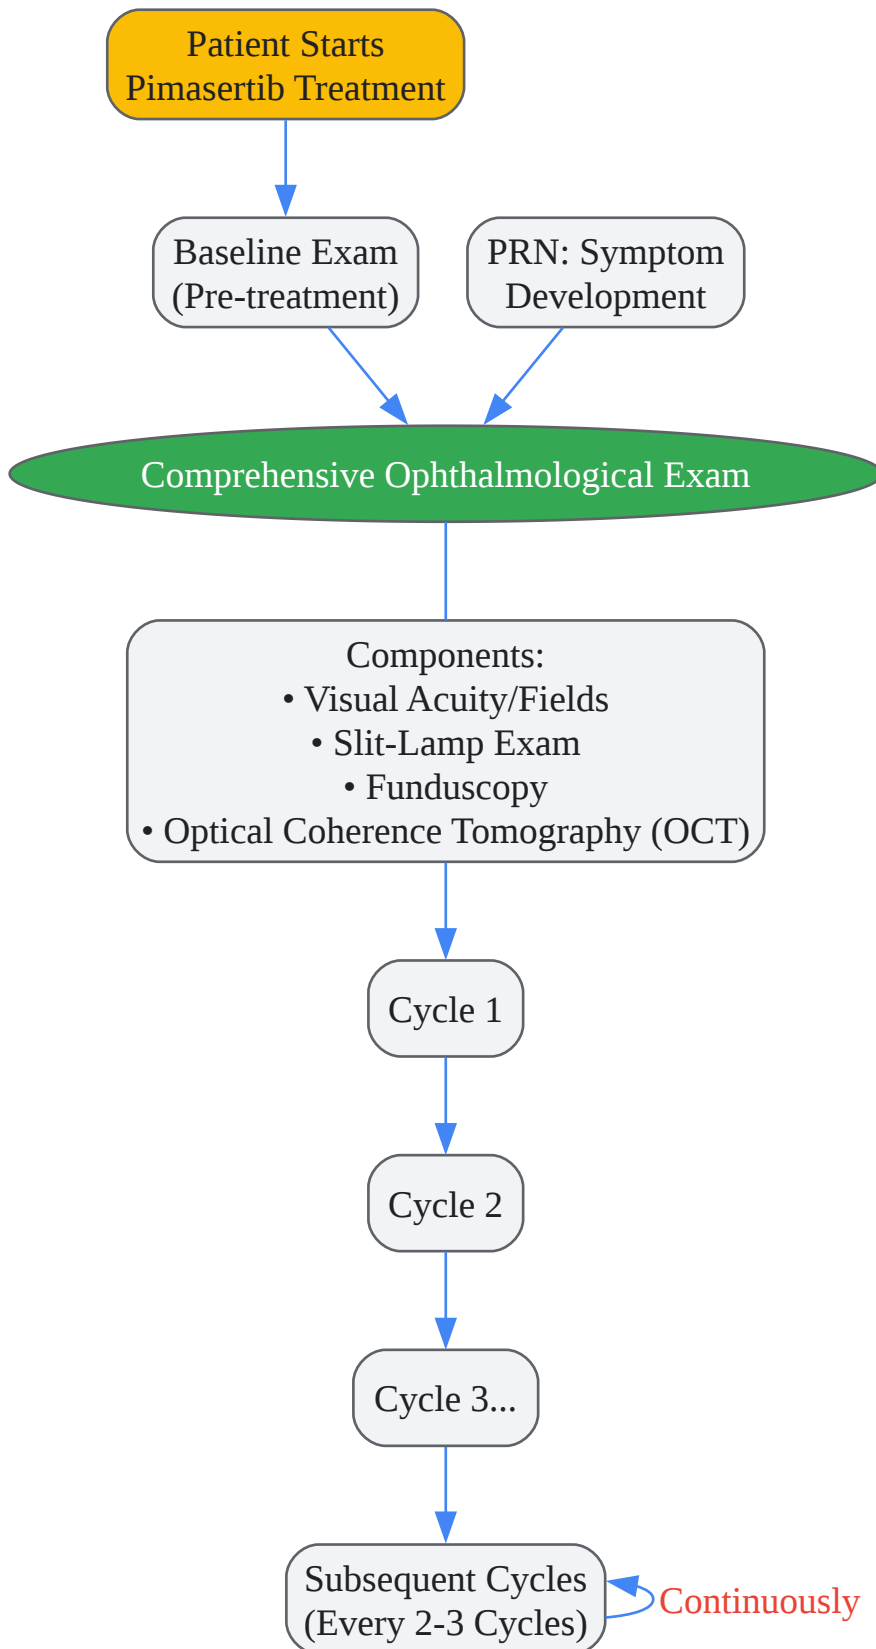 Patient Starts
Pimasertib Treatment
Baseline Exam
(Pre-treatment)
PRN: Symptom
Development
Comprehensive Ophthalmological Exam
Components:
• Visual Acuity/Fields
• Slit-Lamp Exam
• Funduscopy
• Optical Coherence Tomography (OCT)
Cycle 1
Cycle 2
Cycle 3...
Subsequent Cycles
(Every 2-3 Cycles)
Continuously